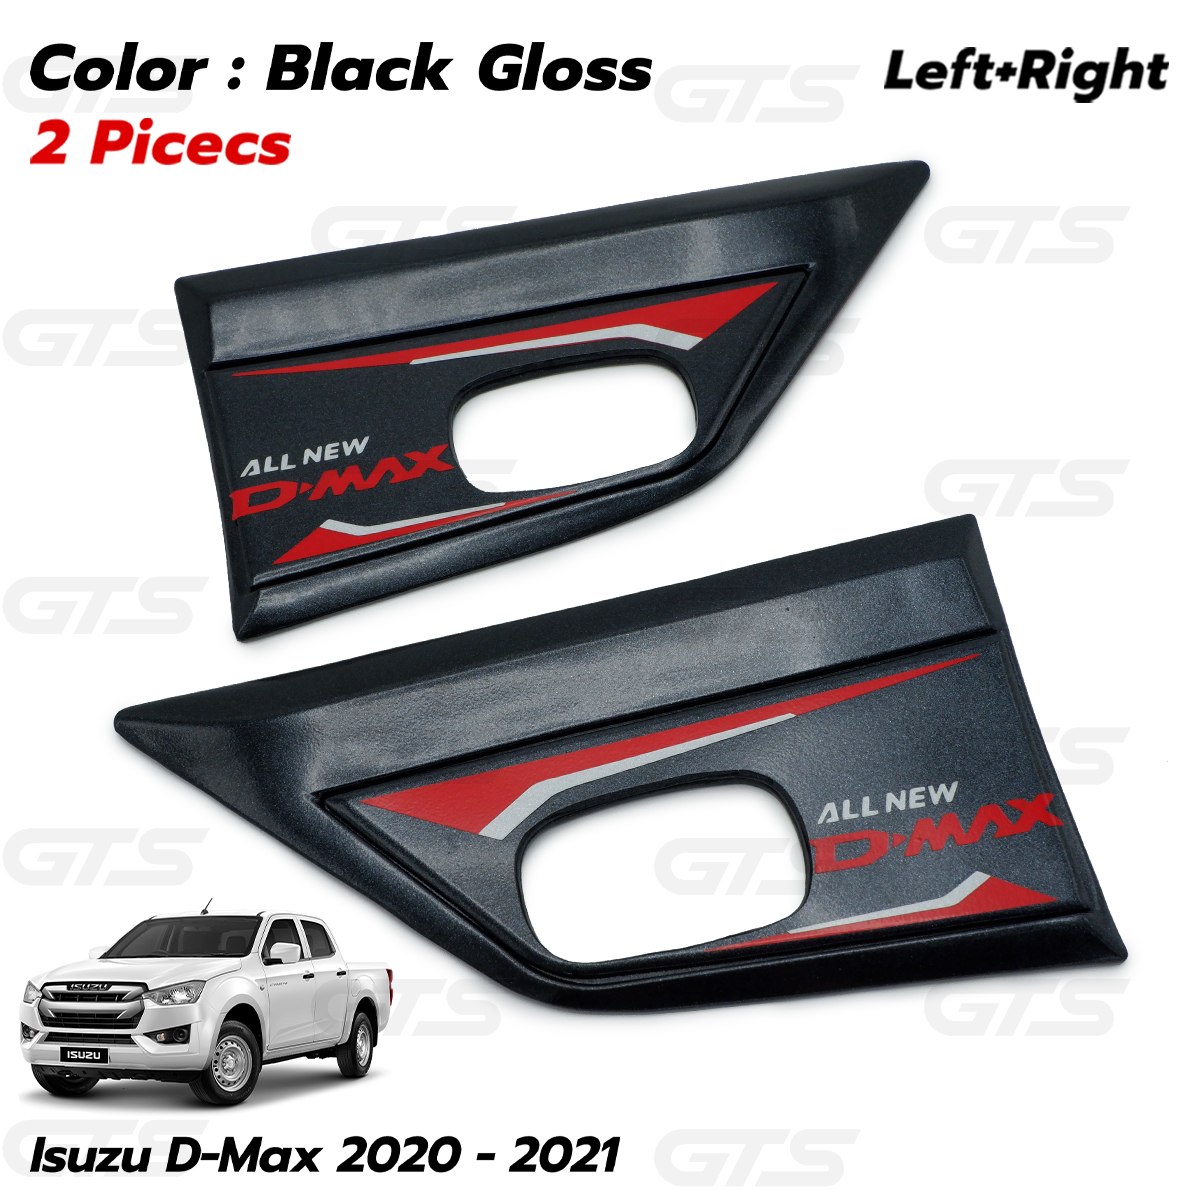 Color : Black Gloss
Left+Right
2 Picecs
GTS
ALL NEW
D-MAX
ALL NEW
D-MAX
ISUZU
ISUZU
Isuzu D-Max 2020 - 2021